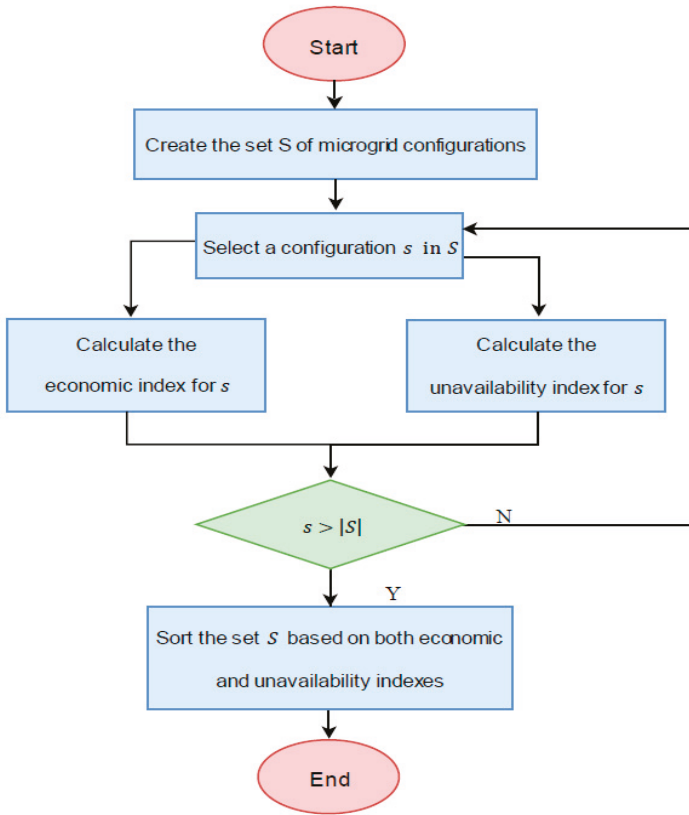 Start
Create the set S of microgrid configurations
Select a configuration s in S
Calculate the
economic index for s
Calculate the
unavailability index for s
s > |S|
N
Y
Sort the set S based on both economic
and unavailability indexes
End